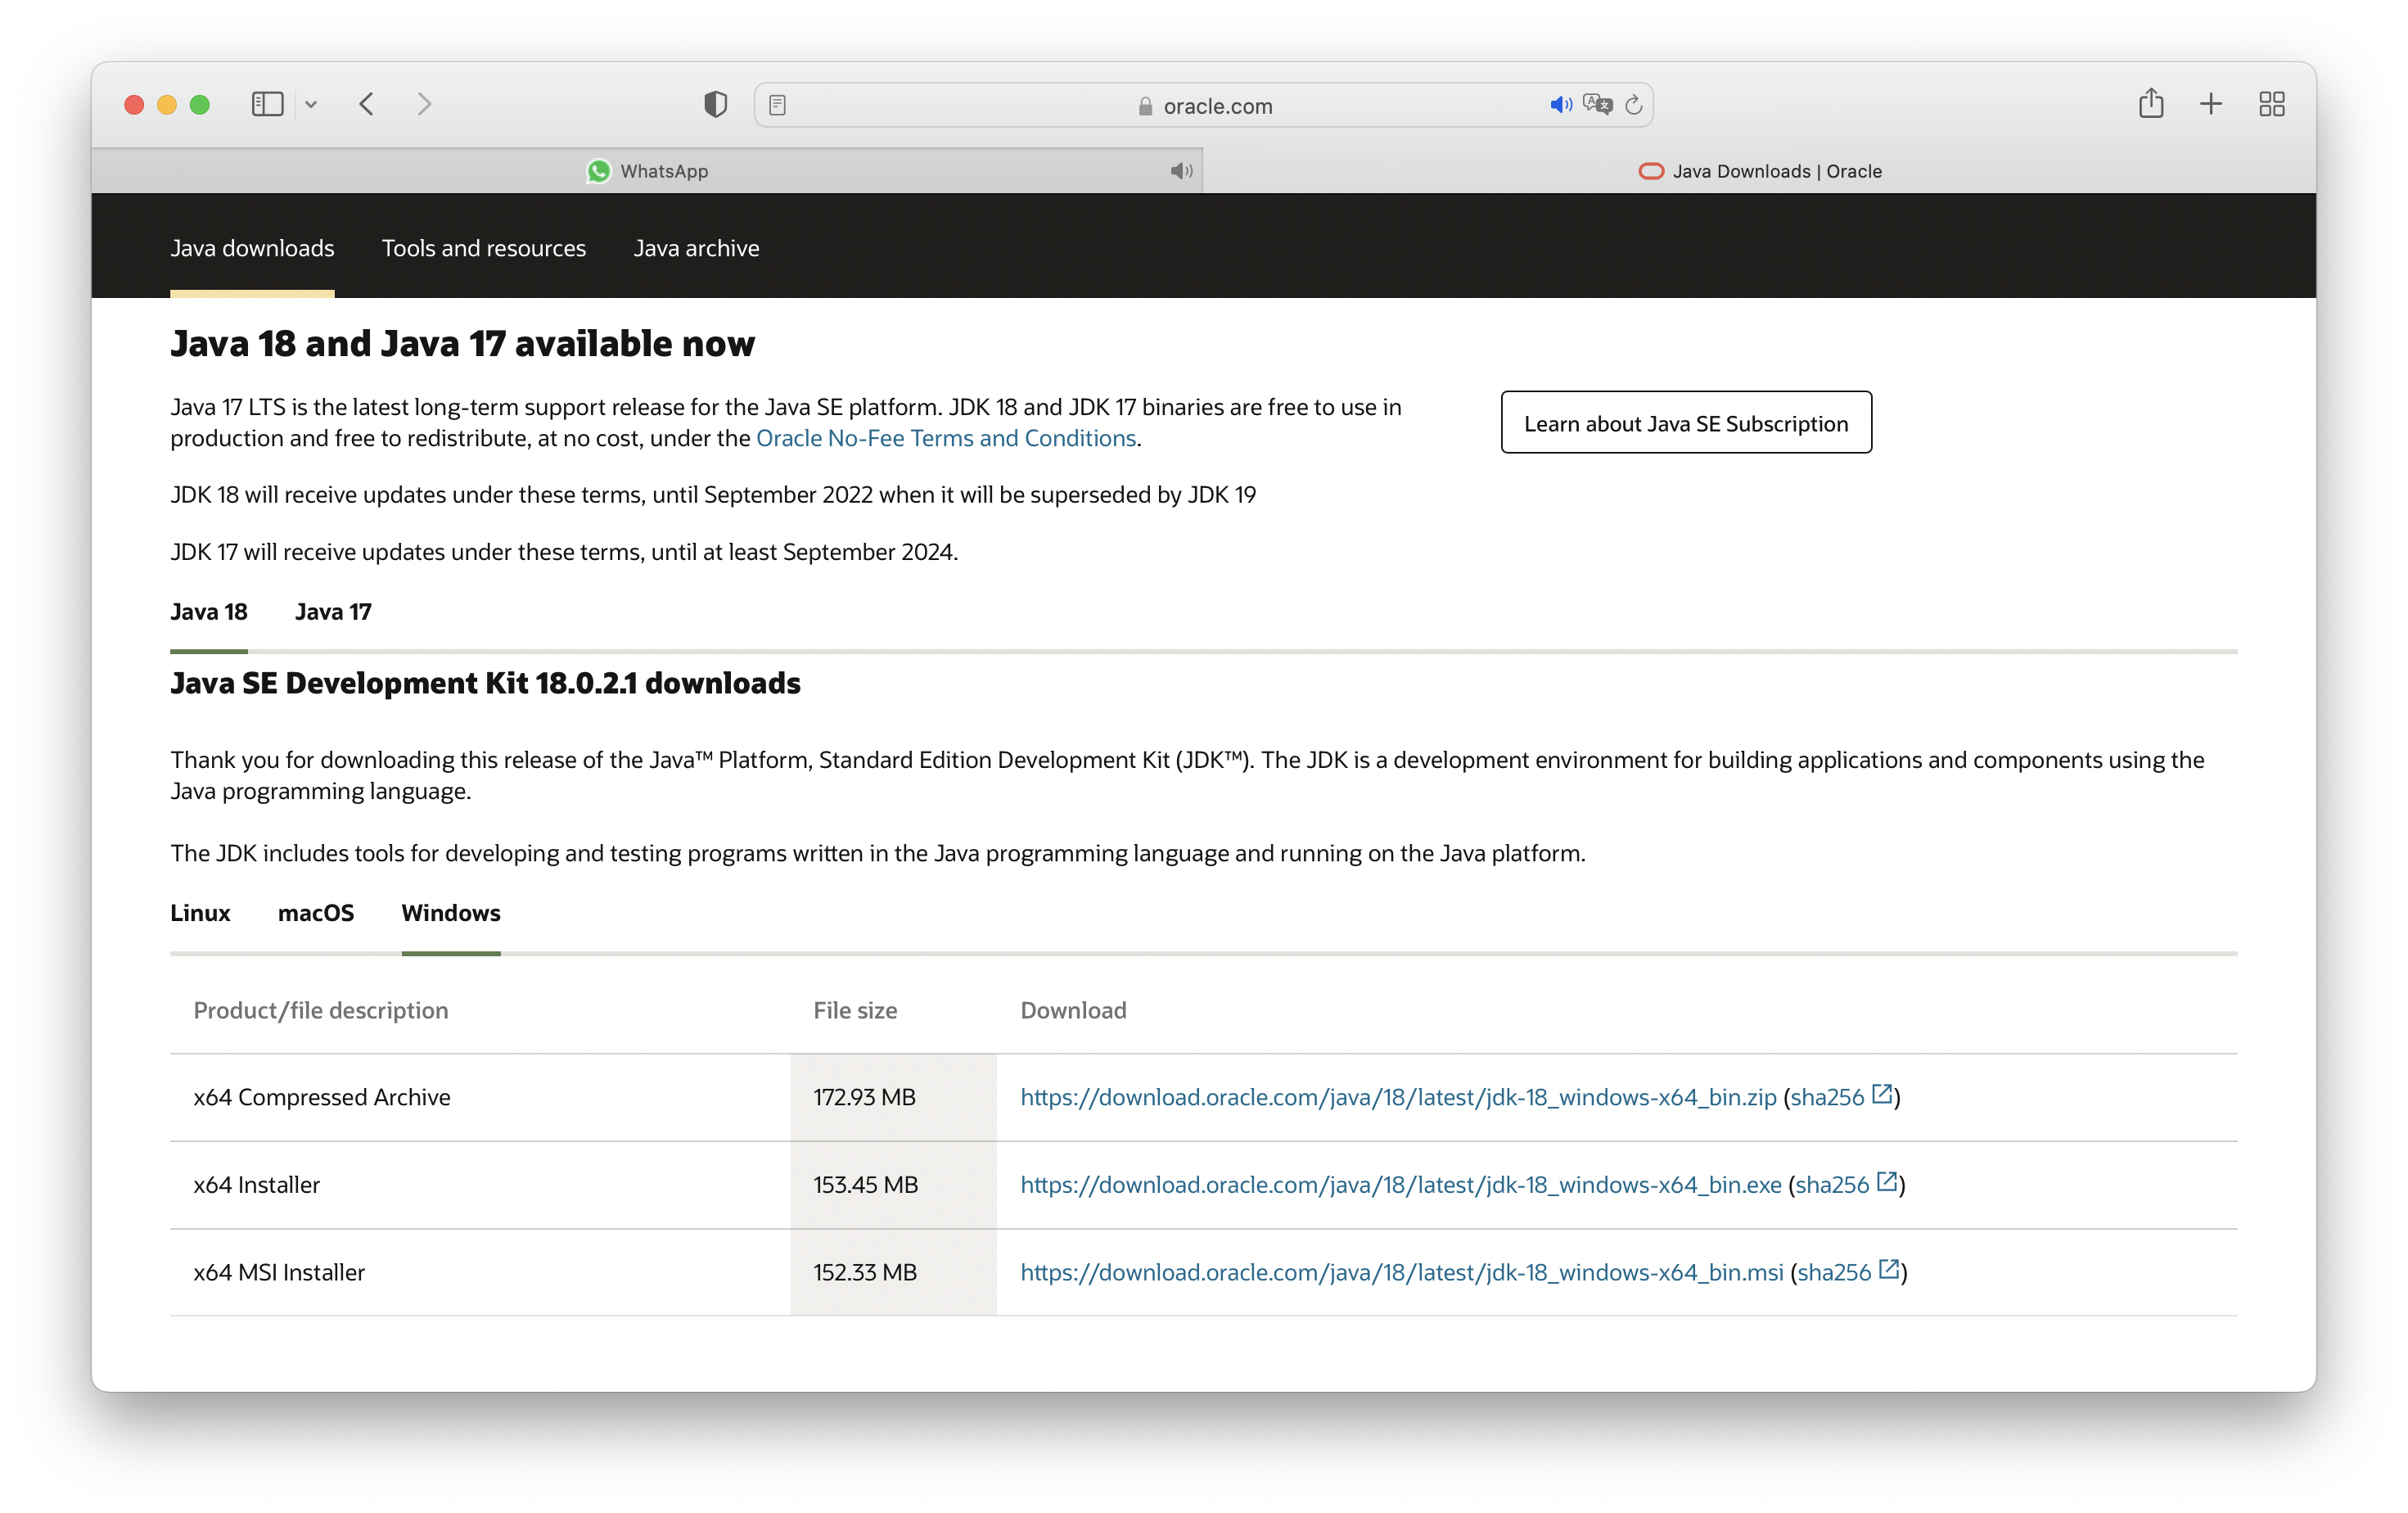 oracle.com
WhatsApp
Java Downloads | Oracle
Java downloads
Tools and resources
Java archive
Java 18 and Java 17 available now
Java 17 LTS is the latest long-term support release for the Java SE platform. JDK 18 and JDK 17 binaries are free to use in
production and free to redistribute, at no cost, under the Oracle No-Fee Terms and Conditions.
Learn about Java SE Subscription
JDK 18 will receive updates under these terms, until September 2022 when it will be superseded by JDK 19
JDK 17 will receive updates under these terms, until at least September 2024.
Java 18
Java 17
Java SE Development Kit 18.0.2.1 downloads
Thank you for downloading this release of the Java™ Platform, Standard Edition Development Kit (JDK™). The JDK is a development environment for building applications and components using the
Java programming language.
The JDK includes tools for developing and testing programs written in the Java programming language and running on the Java platform.
Linux
macOS
Windows
Product/file description
File size
Download
x64 Compressed Archive
172.93 MB
https://download.oracle.com/java/18/latest/jdk-18_windows-x64_bin.zip (sha256)
x64 Installer
153.45 MB
https://download.oracle.com/java/18/latest/jdk-18_windows-x64_bin.exe (sha256)
x64 MSI Installer
152.33 MB
https://download.oracle.com/java/18/latest/jdk-18_windows-x64_bin.msi (sha256)